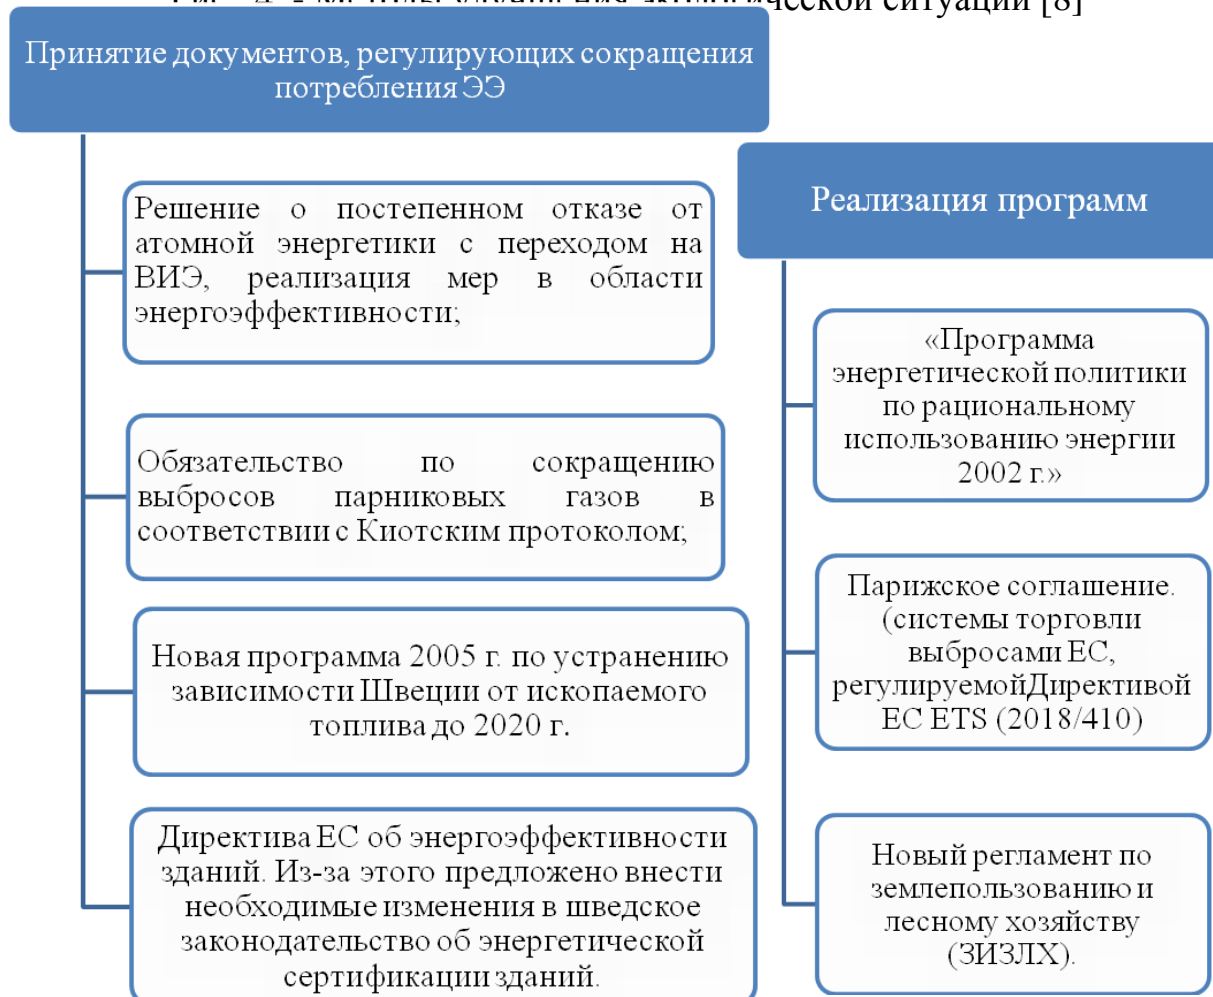 ической ситуации [8]
Принятие документов, регулирующих сокращения
потребления ЭЭ
Решение о постепенном отказе от
атомной энергетики с переходом на
ВИЭ, реализация мер в области
энергоэффективности;
Обязательство по сокращению
выбросов парниковых газов в
соответствии с Киотским протоколом;
Новая программа 2005 г. по устранению
зависимости Швеции от ископаемого
топлива до 2020 г.
Директива ЕС об энергоэффективности
зданий. Из-за этого предложено внести
необходимые изменения в шведское
законодательство об энергетической
сертификации зданий.
Реализация программ
«Программа
энергетической политики
по рациональному
использованию энергии
2002 г.»
Парижское соглашение.
(системы торговли
выбросами ЕС,
регулируемойДирективой
ЕС ETS (2018/410)
Новый регламент по
землепользованию и
лесному хозяйству
(ЗИЗЛХ).